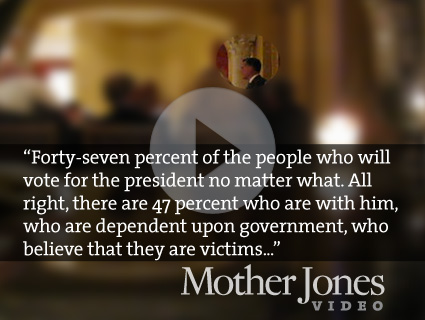 “Forty-seven percent of the people who will
vote for the president no matter what. All
right, there are 47 percent who are with him,
who are dependent upon government, who
believe that they are victims...”
Mother Jones
VIDEO